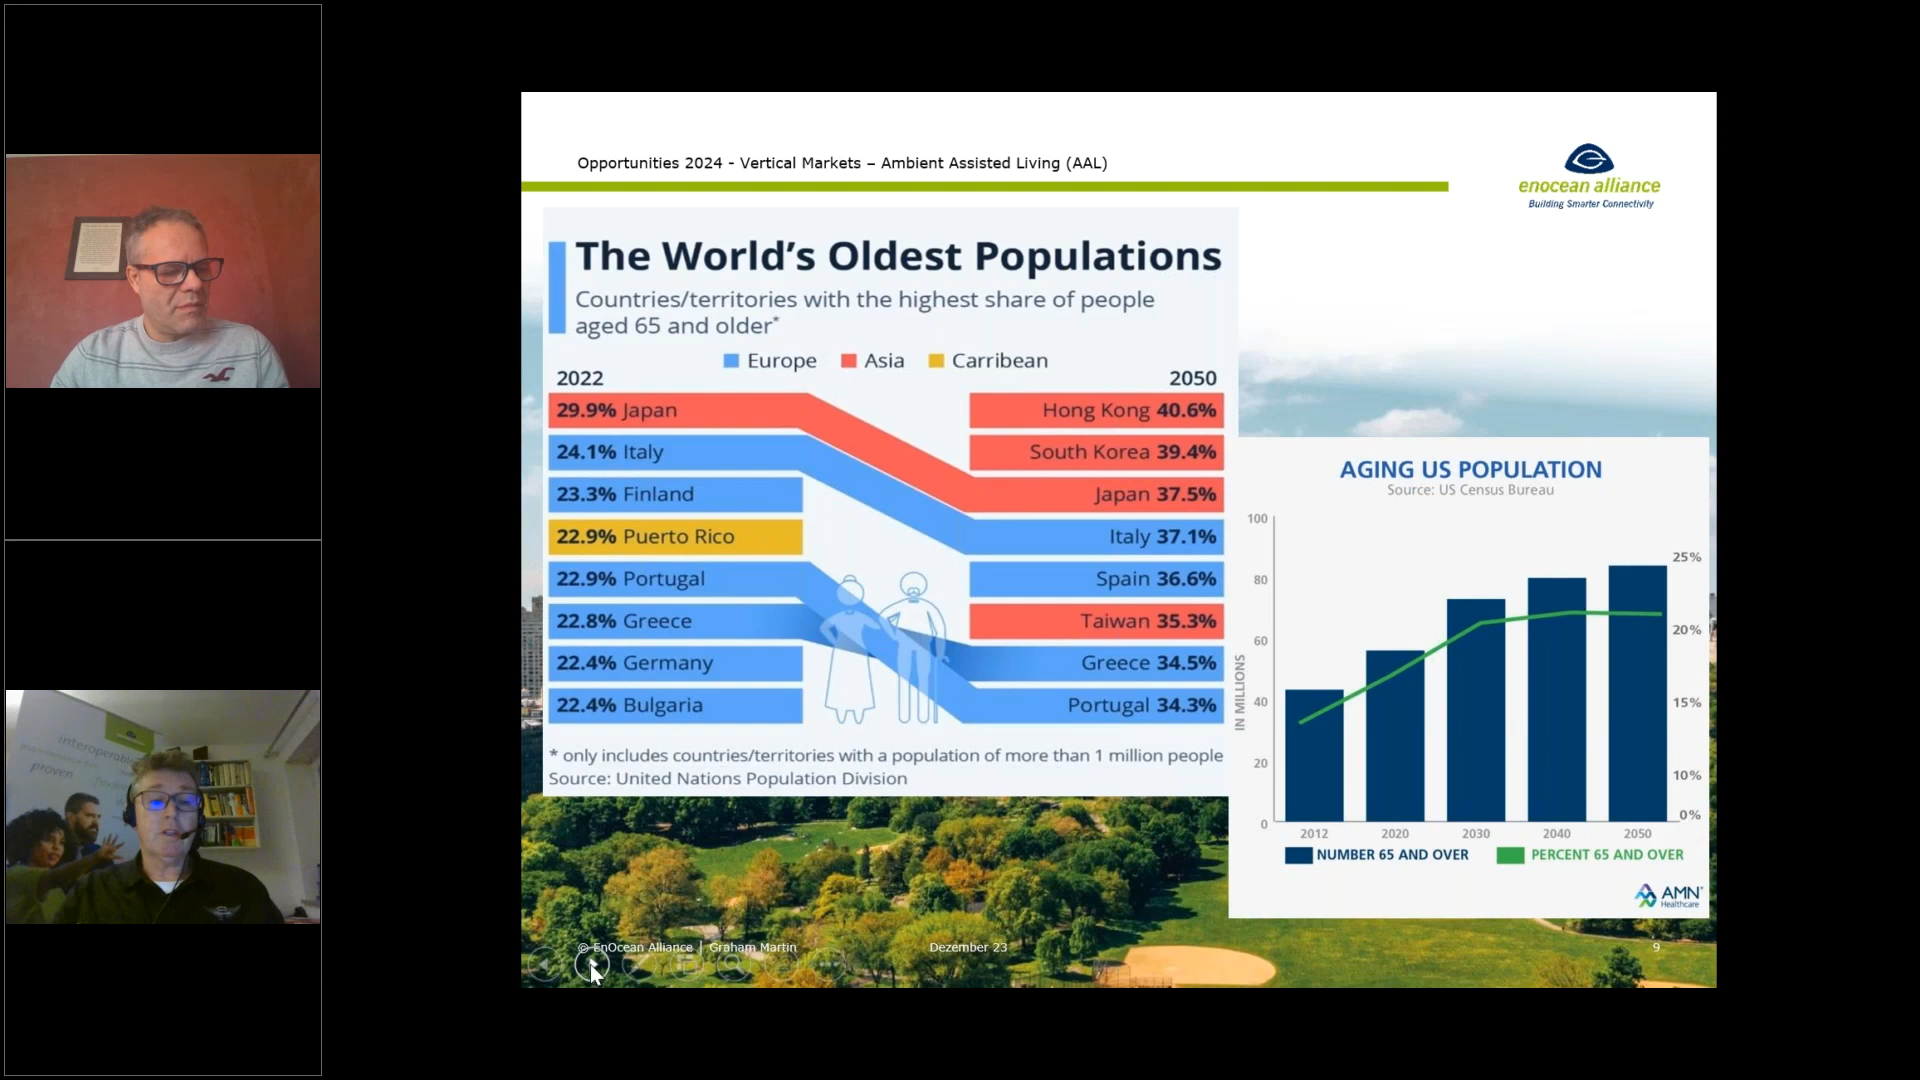 Opportunities 2024 - Vertical Markets – Ambient Assisted Living (AAL)
enocean alliance
Building Smarter Connectivity
The World's Oldest Populations
Countries/territories with the highest share of people
aged 65 and older*
Europe Asia Carribean
2022 2050
29.9% Japan
24.1% Italy
23.3% Finland
22.9% Puerto Rico
22.9% Portugal
22.8% Greece
22.4% Germany
22.4% Bulgaria
Hong Kong 40.6%
South Korea 39.4%
Japan 37.5%
Italy 37.1%
Spain 36.6%
Taiwan 35.3%
Greece 34.5%
Portugal 34.3%
* only includes countries/territories with a population of more than 1 million people
Source: United Nations Population Division
AGING US POPULATION
Source: US Census Bureau
100
80
60
40
20
0
IN MILLIONS
25%
20%
15%
10%
0%
2012 2020 2030 2040 2050
NUMBER 65 AND OVER PERCENT 65 AND OVER
AMN
Healthcare
© EnOcean Alliance | Graham Martin Dezember 23 9
proven